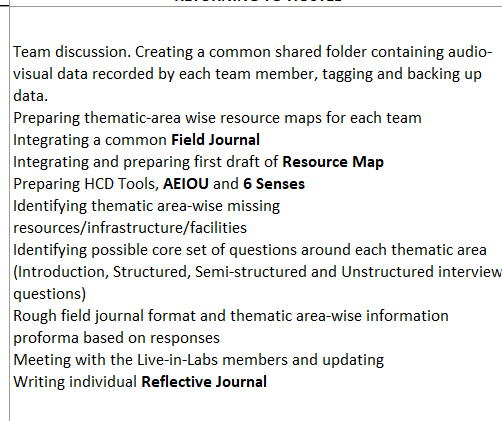 RETURNING TO HOSTEL
Team discussion. Creating a common shared folder containing audio-
visual data recorded by each team member, tagging and backing up
data.
Preparing thematic-area wise resource maps for each team
Integrating a common Field Journal
Integrating and preparing first draft of Resource Map
Preparing HCD Tools, AEIOU and 6 Senses
Identifying thematic area-wise missing
resources/infrastructure/facilities
Identifying possible core set of questions around each thematic area
(Introduction, Structured, Semi-structured and Unstructured interview
questions)
Rough field journal format and thematic area-wise information
proforma based on responses
Meeting with the Live-in-Labs members and updating
Writing individual Reflective Journal